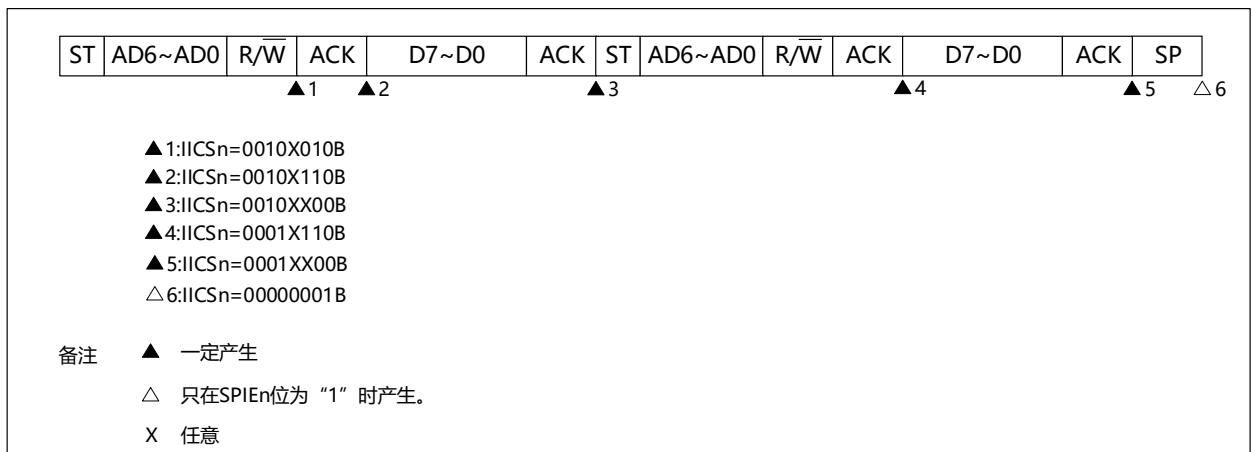 ST AD6~AD0 R/W̅ ACK D7~D0 ACK ST AD6~AD0 R/W̅ ACK D7~D0 ACK SP
▲1 ▲2 ▲3 ▲4 ▲5 △6
▲1:IICSn=0010X010B
▲2:IICSn=0010X110B
▲3:IICSn=0010XX00B
▲4:IICSn=0001X110B
▲5:IICSn=0001XX00B
△6:IICSn=00000001B
备注 ▲ 一定产生
△ 只在SPIEn位为“1”时产生。
X 任意